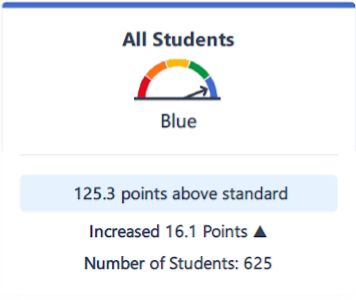 All Students
Blue
125.3 points above standard
Increased 16.1 Points ▲
Number of Students: 625